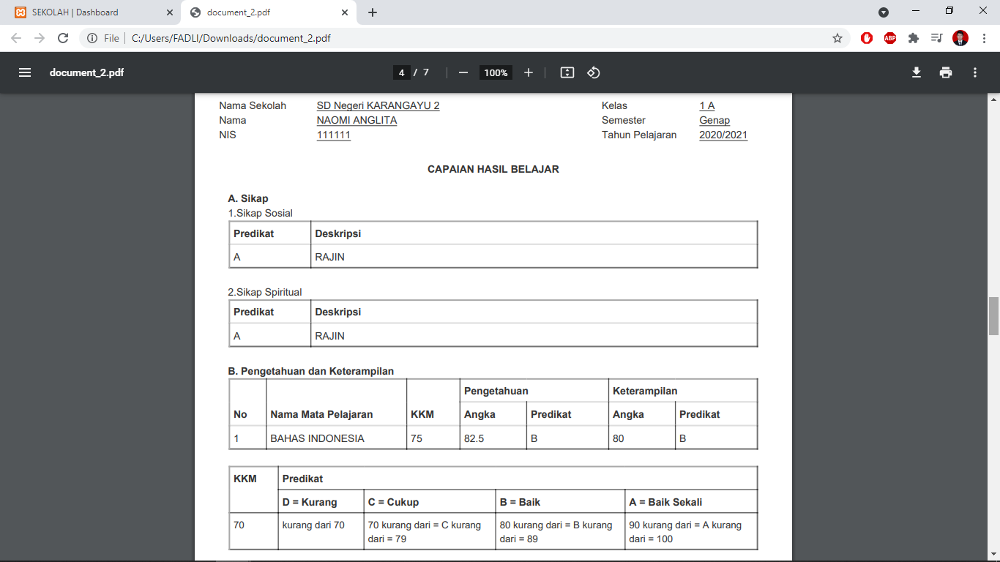 SEKOLAH | Dashboard
document_2.pdf
File
C:/Users/FADLI/Downloads/document_2.pdf
ABP
document_2.pdf
4 / 7
100%
Nama Sekolah SD Negeri KARANGAYU 2 Kelas 1 A
Nama NAOMI ANGLITA Semester Genap
NIS 111111 Tahun Pelajaran 2020/2021
CAPAIAN HASIL BELAJAR
A. Sikap
1.Sikap Sosial
Predikat Deskripsi
A RAJIN
2.Sikap Spiritual
Predikat Deskripsi
A RAJIN
B. Pengetahuan dan Keterampilan
Pengetahuan Keterampilan
No Nama Mata Pelajaran KKM Angka Predikat Angka Predikat
1 BAHAS INDONESIA 75 82.5 B 80 B
KKM Predikat
D = Kurang C = Cukup B = Baik A = Baik Sekali
70 kurang dari 70 70 kurang dari = C kurang 80 kurang dari = B kurang 90 kurang dari = A kurang
dari = 79 dari = 89 dari = 100